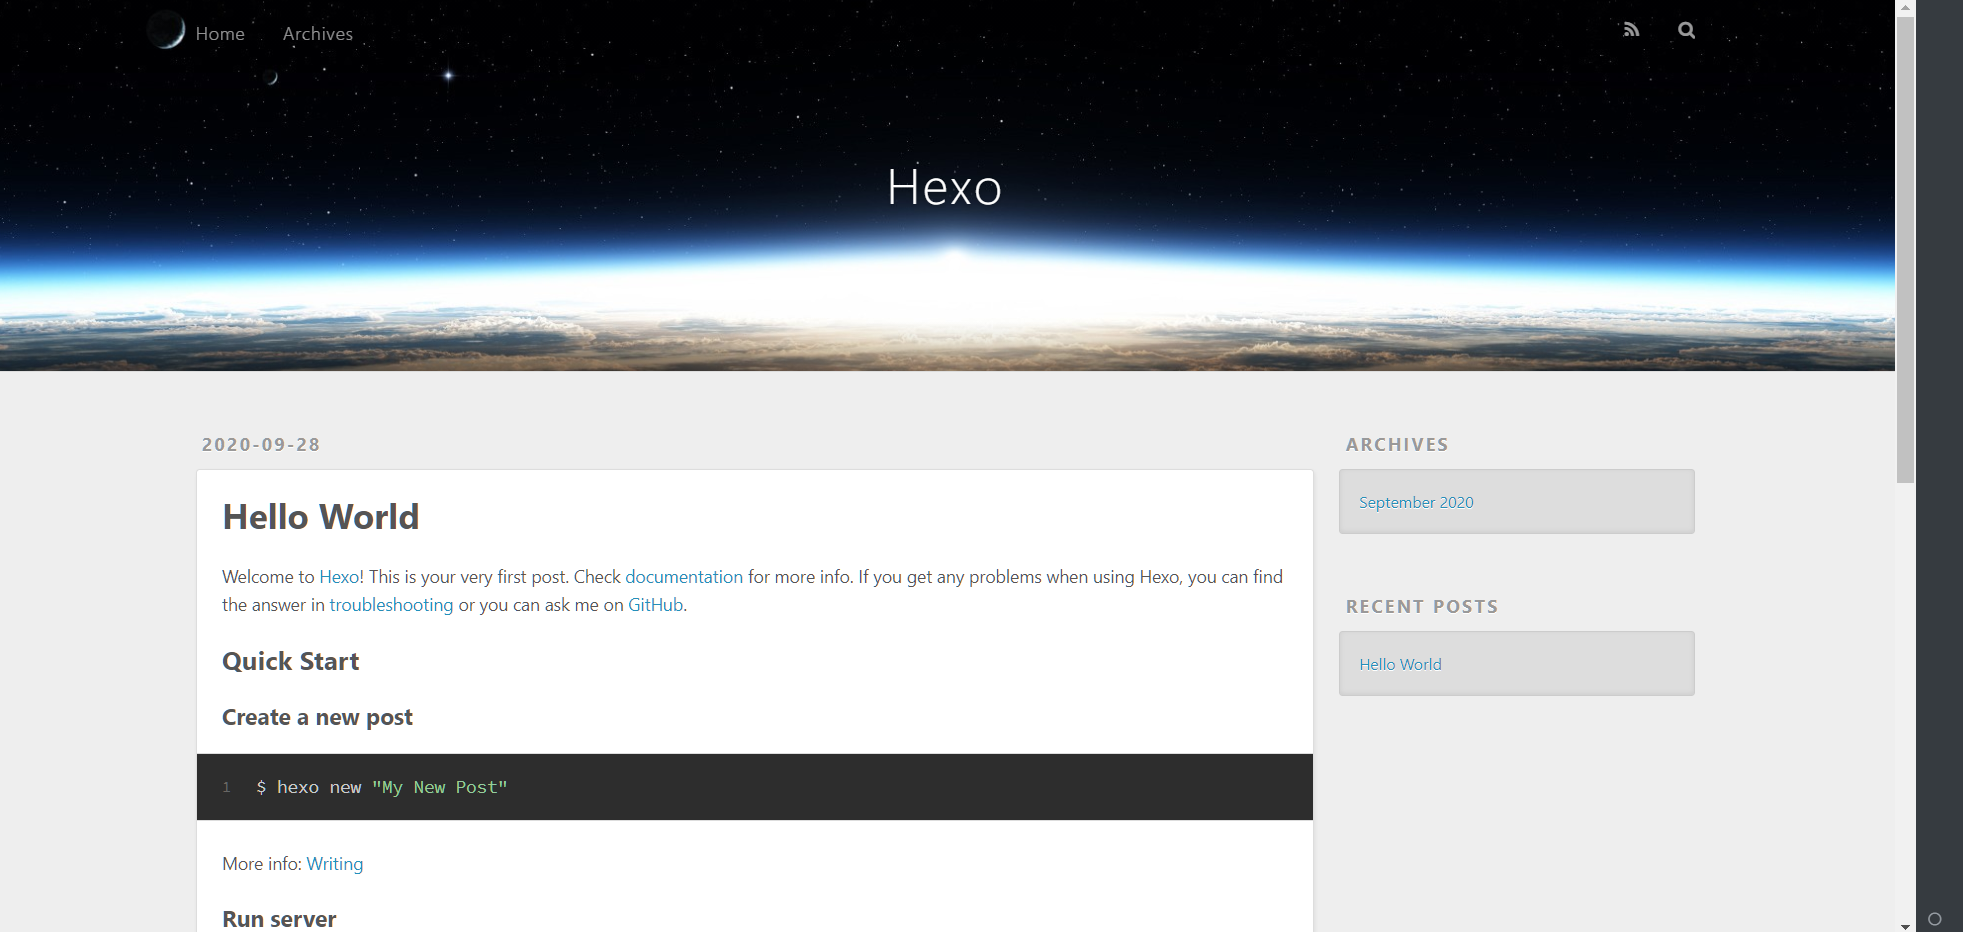 Home Archives
Hexo
2020-09-28
Hello World
Welcome to Hexo! This is your very first post. Check documentation for more info. If you get any problems when using Hexo, you can find
the answer in troubleshooting or you can ask me on GitHub.
Quick Start
Create a new post
1 $ hexo new "My New Post"
More info: Writing
Run server
ARCHIVES
September 2020
RECENT POSTS
Hello World